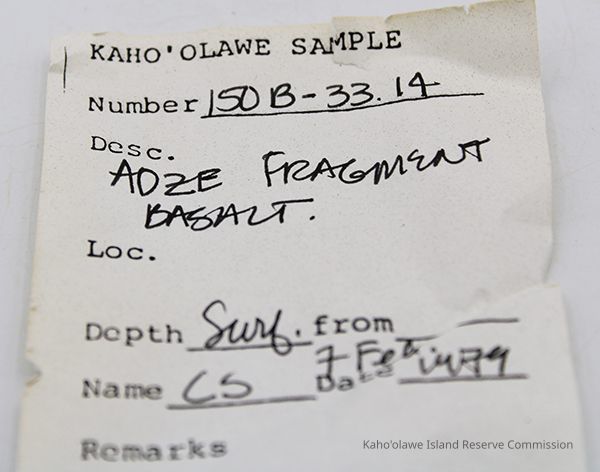 KAHO'OLAWE SAMPLE
Number 150B-33.14
Desc.
ADZE FRAGMENT
BASALT.
Loc.
Depth Surf. from
Name CS Date 7 Feb 1979
Remarks
Kaho'olawe Island Reserve Commission